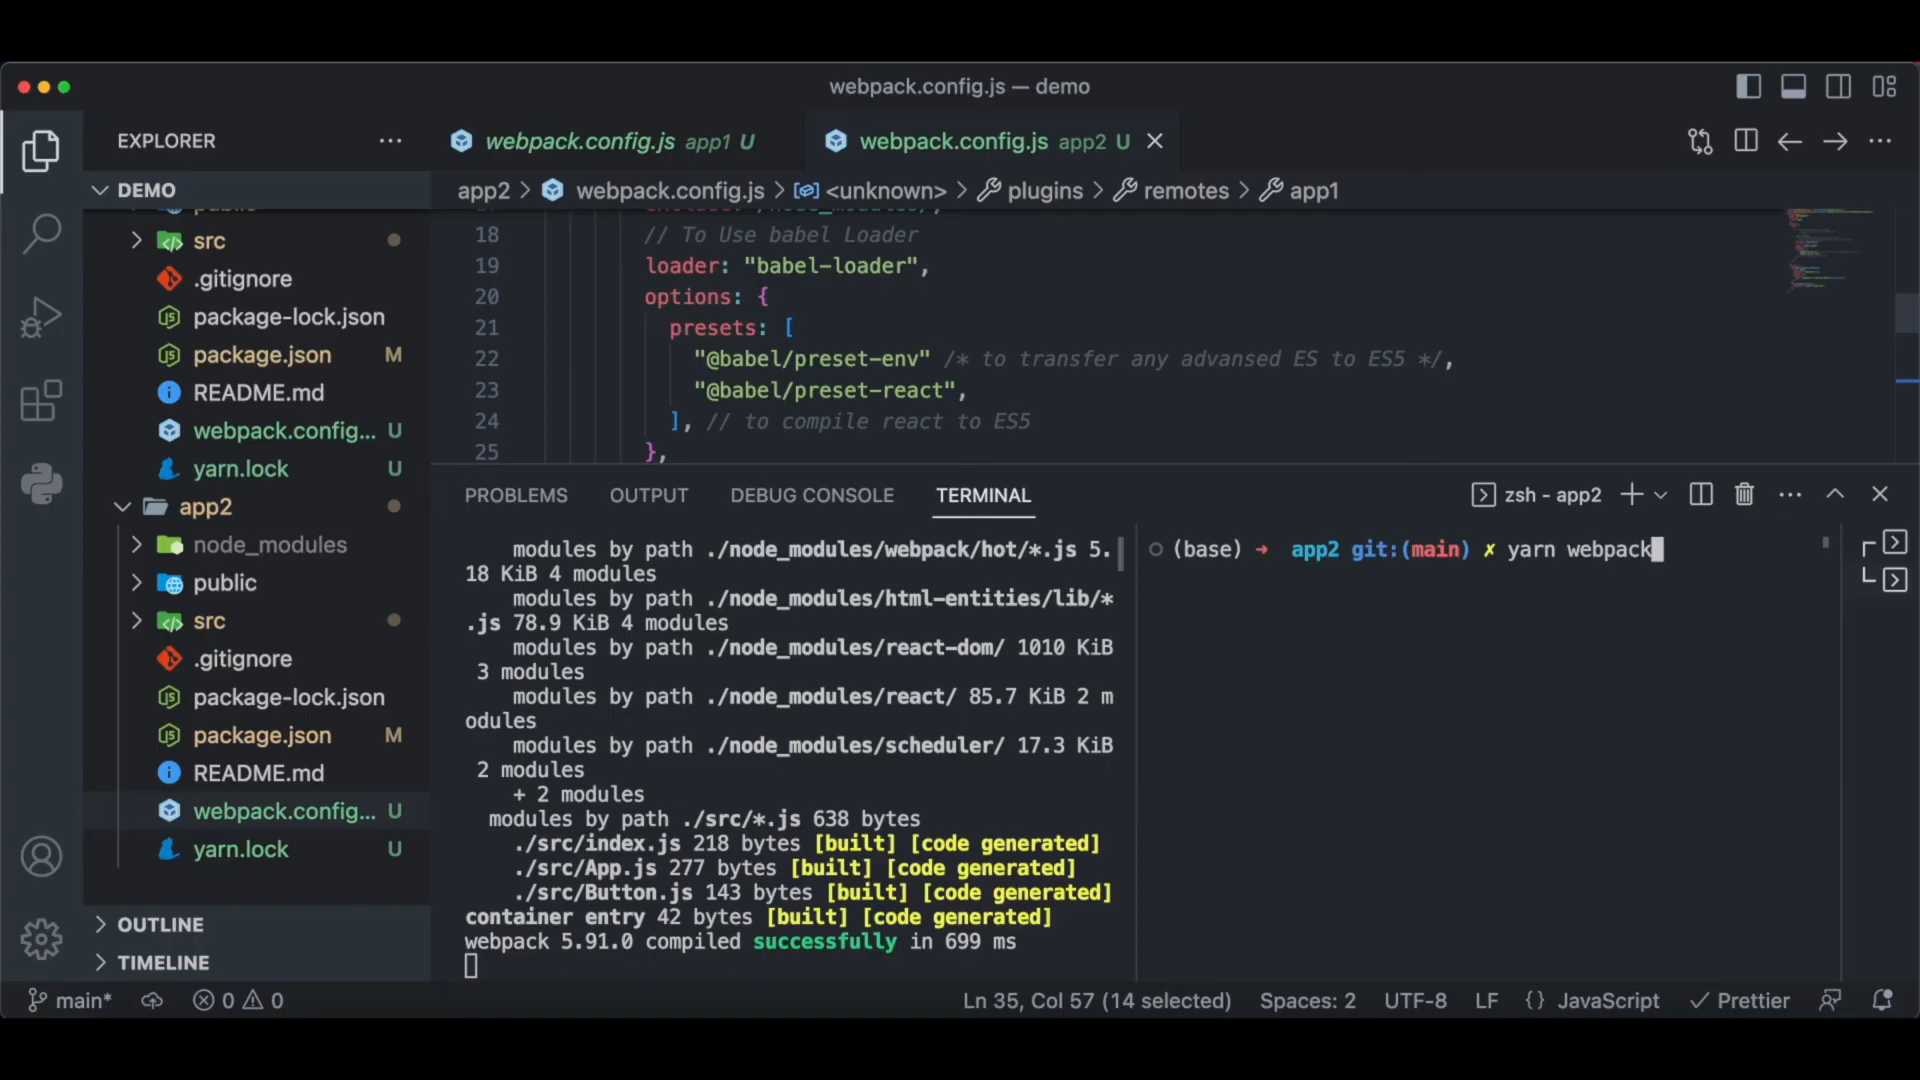 webpack.config.js — demo
EXPLORER
webpack.config.js app1 U
webpack.config.js app2 U
DEMO
app2 > webpack.config.js > <unknown> > plugins > remotes > app1
public
src
.gitignore
package-lock.json
package.json M
README.md
webpack.config... U
yarn.lock U
app2
node_modules
public
src
.gitignore
package-lock.json
package.json M
README.md
webpack.config... U
yarn.lock U
OUTLINE
TIMELINE
18 // To Use babel Loader
19 loader: "babel-loader",
20 options: {
21 presets: [
22 "@babel/preset-env" /* to transfer any advansed ES to ES5 */,
23 "@babel/preset-react",
24 ], // to compile react to ES5
25 },
PROBLEMS OUTPUT DEBUG CONSOLE TERMINAL
zsh - app2
modules by path ./node_modules/webpack/hot/*.js 5.
18 KiB 4 modules
modules by path ./node_modules/html-entities/lib/*
.js 78.9 KiB 4 modules
modules by path ./node_modules/react-dom/ 1010 KiB
3 modules
modules by path ./node_modules/react/ 85.7 KiB 2 m
odules
modules by path ./node_modules/scheduler/ 17.3 KiB
2 modules
+ 2 modules
modules by path ./src/*.js 638 bytes
./src/index.js 218 bytes [built] [code generated]
./src/App.js 277 bytes [built] [code generated]
./src/Button.js 143 bytes [built] [code generated]
container entry 42 bytes [built] [code generated]
webpack 5.91.0 compiled successfully in 699 ms
(base) → app2 git:(main) ✗ yarn webpack
main* 0 0
Ln 35, Col 57 (14 selected) Spaces: 2 UTF-8 LF {} JavaScript ✓ Prettier